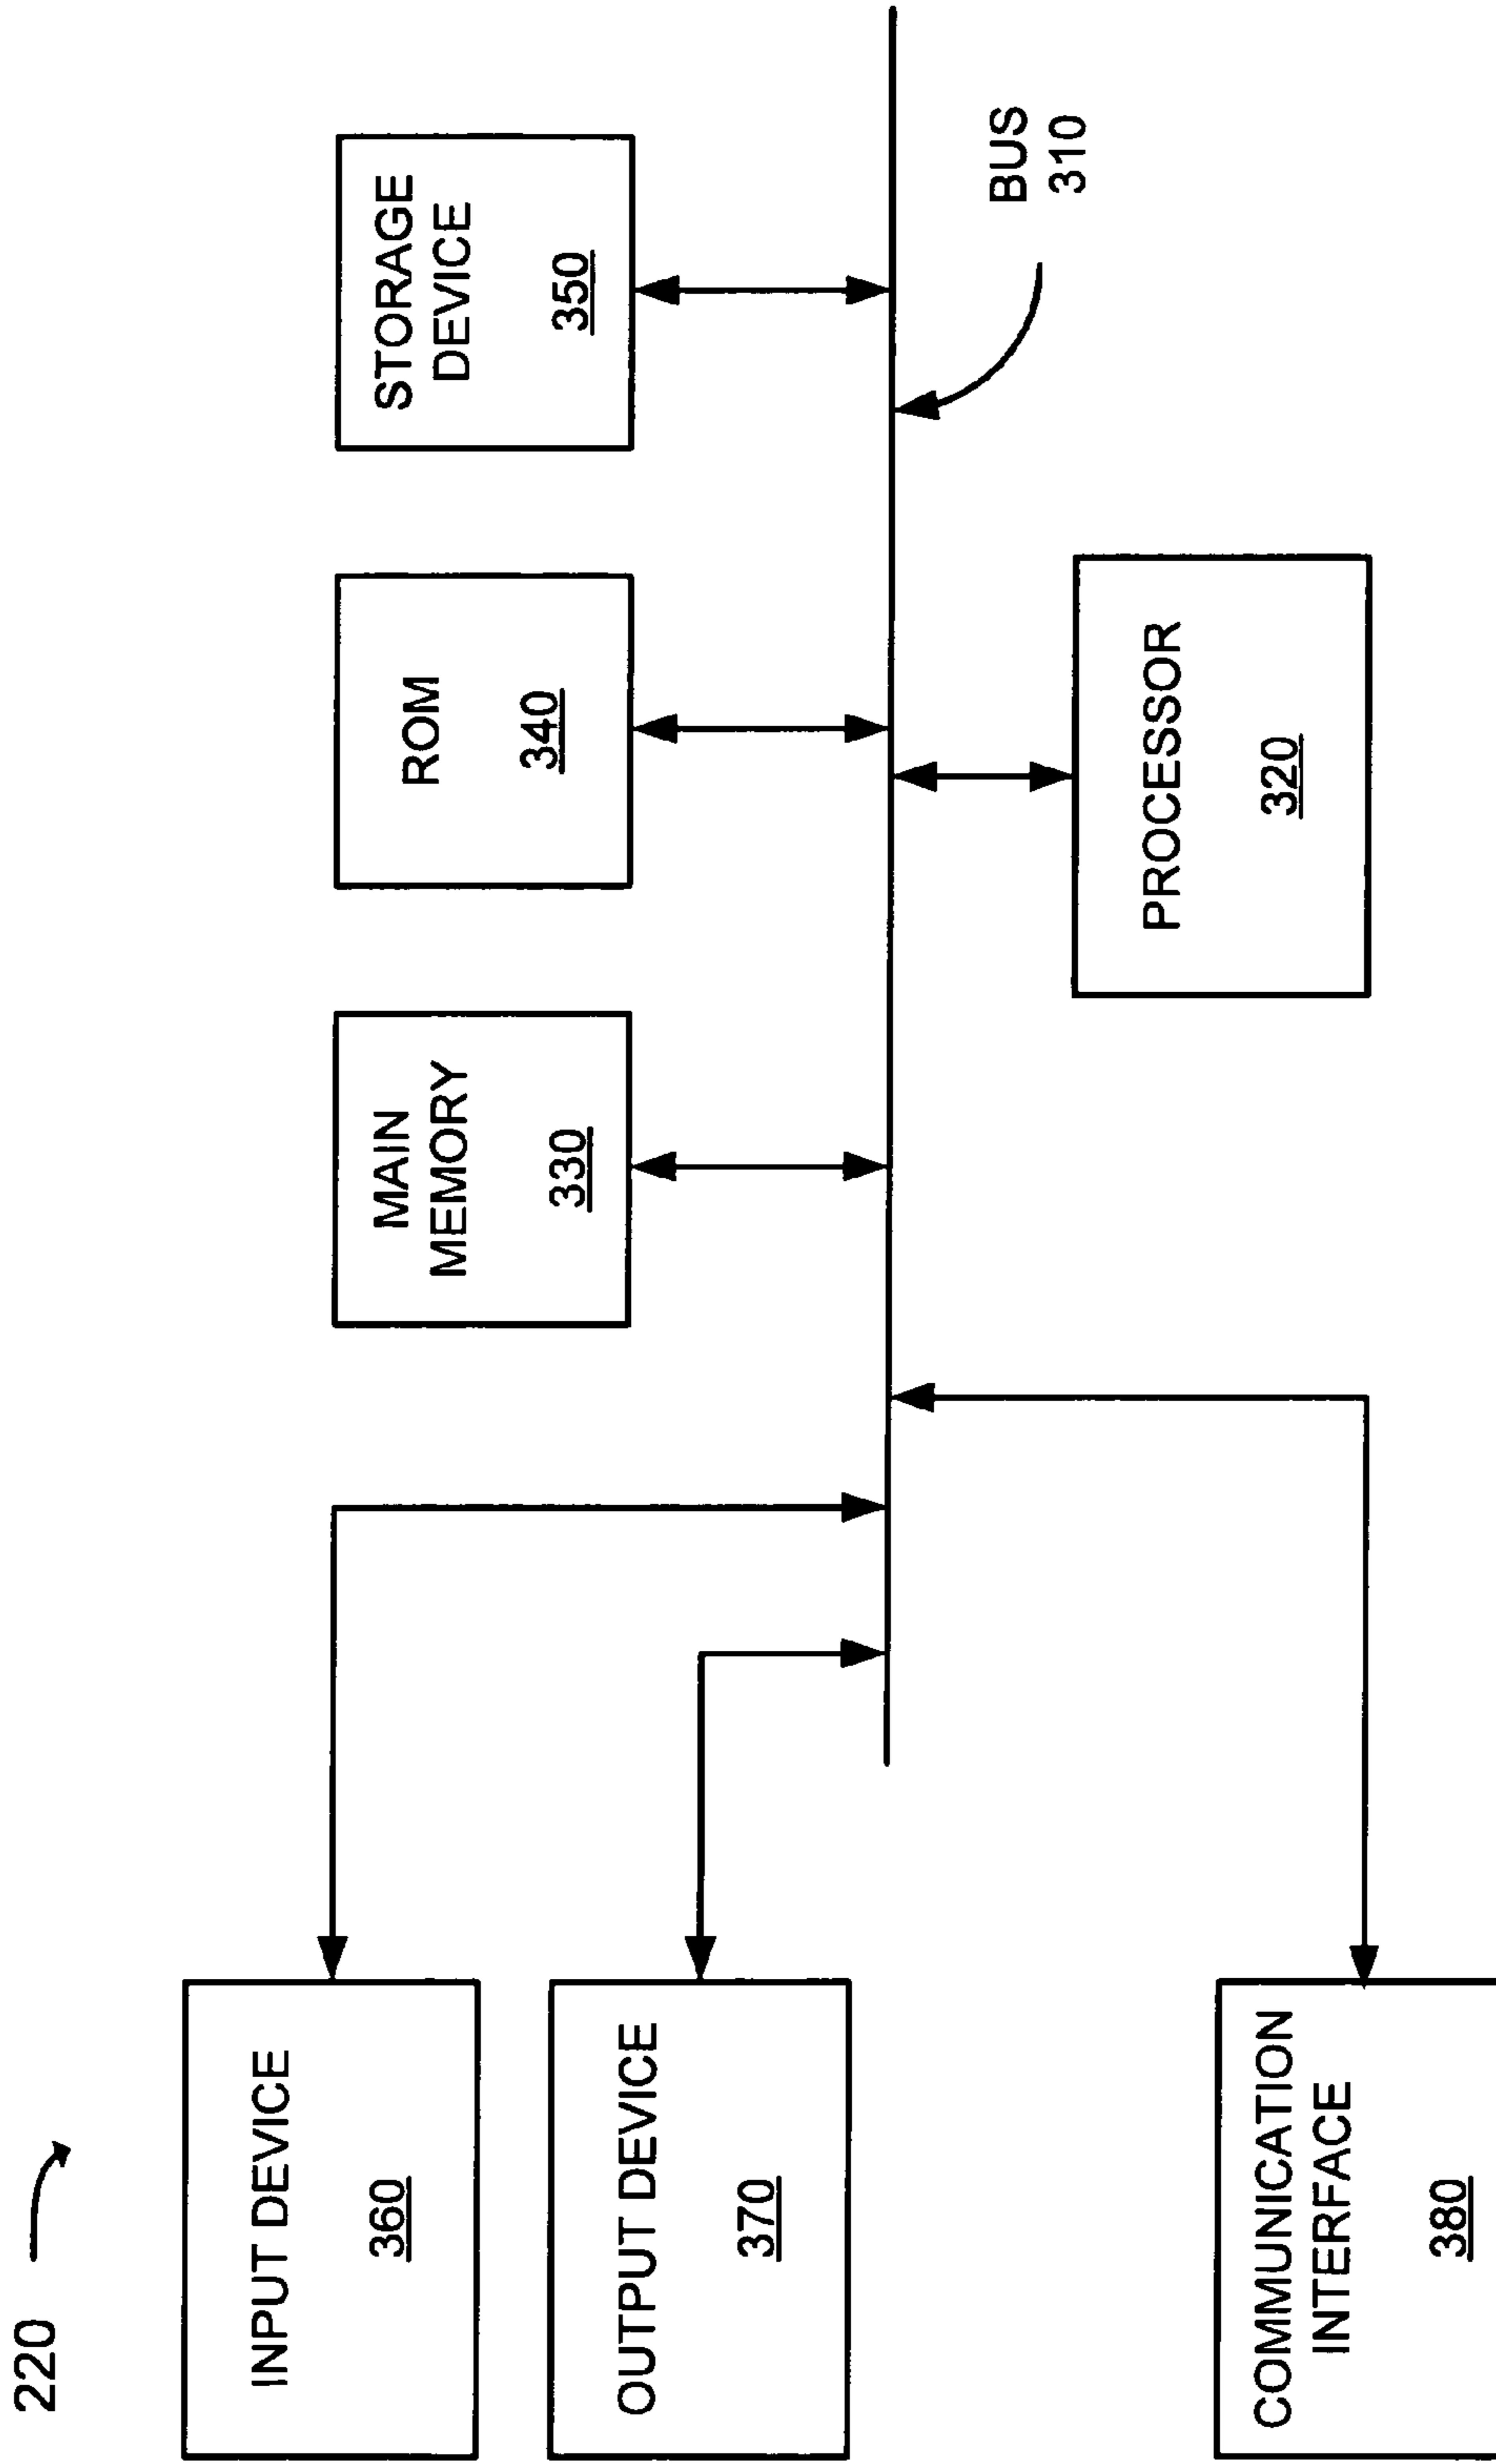 220
INPUT DEVICE
360
OUTPUT DEVICE
370
COMMUNICATION
INTERFACE
380
MAIN
MEMORY
330
ROM
340
STORAGE
DEVICE
350
PROCESSOR
320
BUS
310